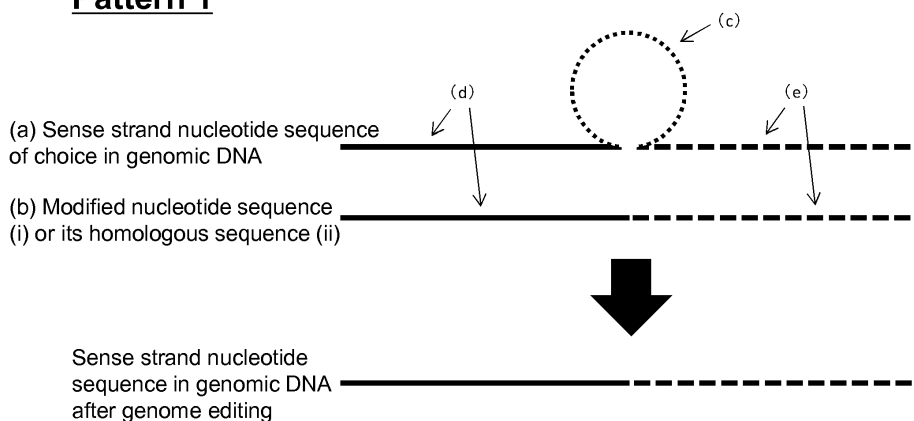 Pattern 1
(c)
(d)
(e)
(a) Sense strand nucleotide sequence
of choice in genomic DNA
(b) Modified nucleotide sequence
(i) or its homologous sequence (ii)
Sense strand nucleotide
sequence in genomic DNA
after genome editing